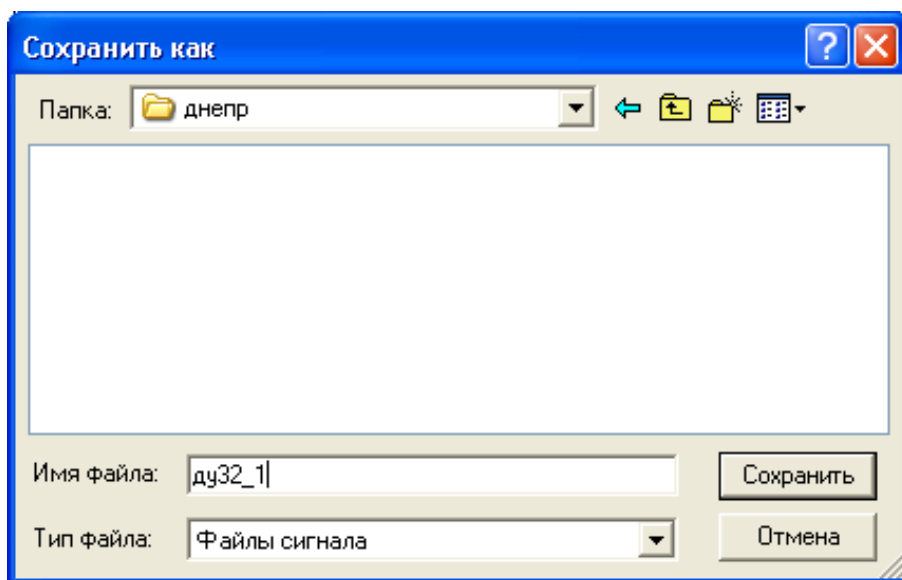 Сохранить как
Папка: днепр
Имя файла: ду32_1 Сохранить
Тип файла: Файлы сигнала Отмена